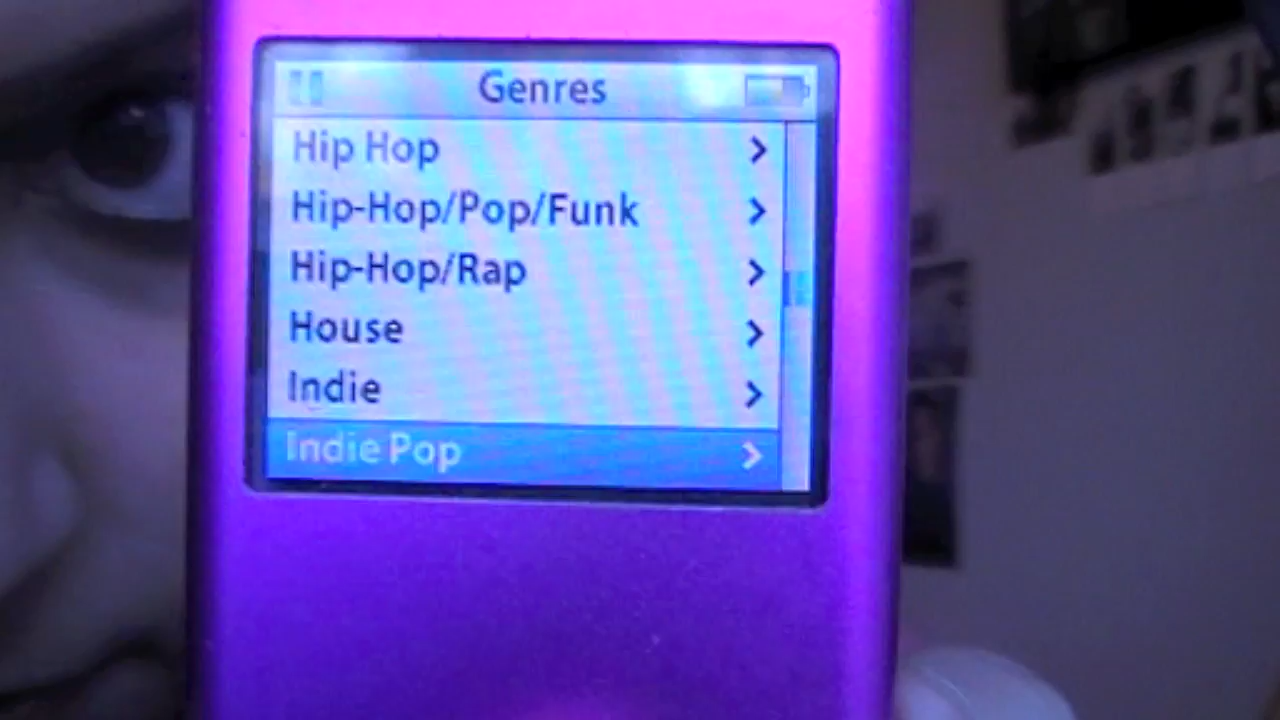 Genres
Hip Hop
Hip-Hop/Pop/Funk
Hip-Hop/Rap
House
Indie
Indie Pop